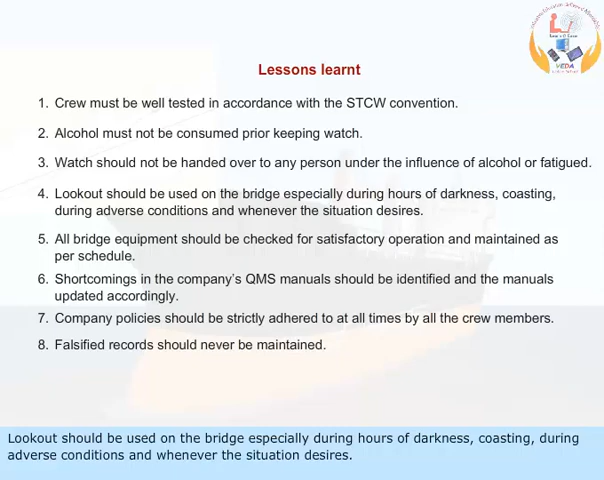 Lessons learnt
1. Crew must be well tested in accordance with the STCW convention.
2. Alcohol must not be consumed prior keeping watch.
3. Watch should not be handed over to any person under the influence of alcohol or fatigued.
4. Lookout should be used on the bridge especially during hours of darkness, coasting,
during adverse conditions and whenever the situation desires.
5. All bridge equipment should be checked for satisfactory operation and maintained as
per schedule.
6. Shortcomings in the company's QMS manuals should be identified and the manuals
updated accordingly.
7. Company policies should be strictly adhered to at all times by all the crew members.
8. Falsified records should never be maintained.
VEDA
Lookout should be used on the bridge especially during hours of darkness, coasting, during
adverse conditions and whenever the situation desires.